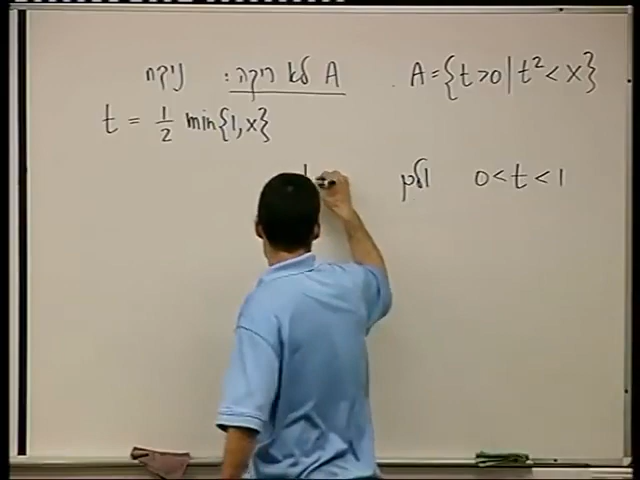 A = {t>0 | t² < x} . A לא ריקה: ניקח
t = 1/2 min{1,x}
0 < t < 1 ולכן